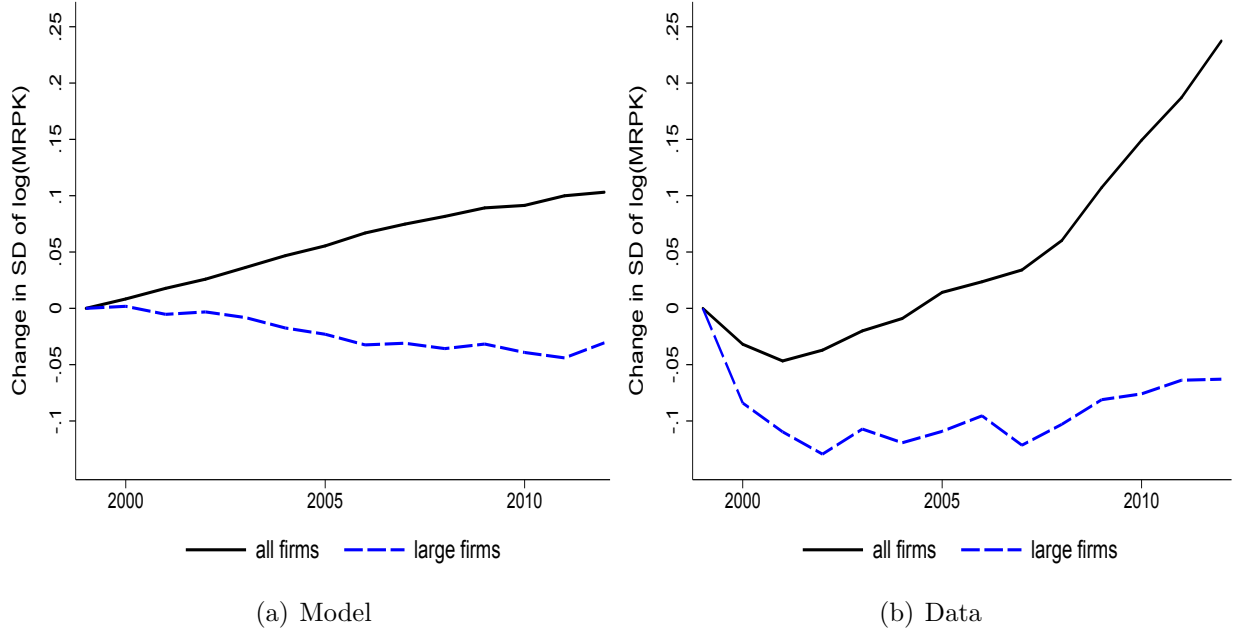 Change in SD of log(MRPK)
.25
.2
.15
.1
.05
0
-.05
-.1
2000 2005 2010
all firms large firms
(a) Model
Change in SD of log(MRPK)
.25
.2
.15
.1
.05
0
-.05
-.1
2000 2005 2010
all firms large firms
(b) Data